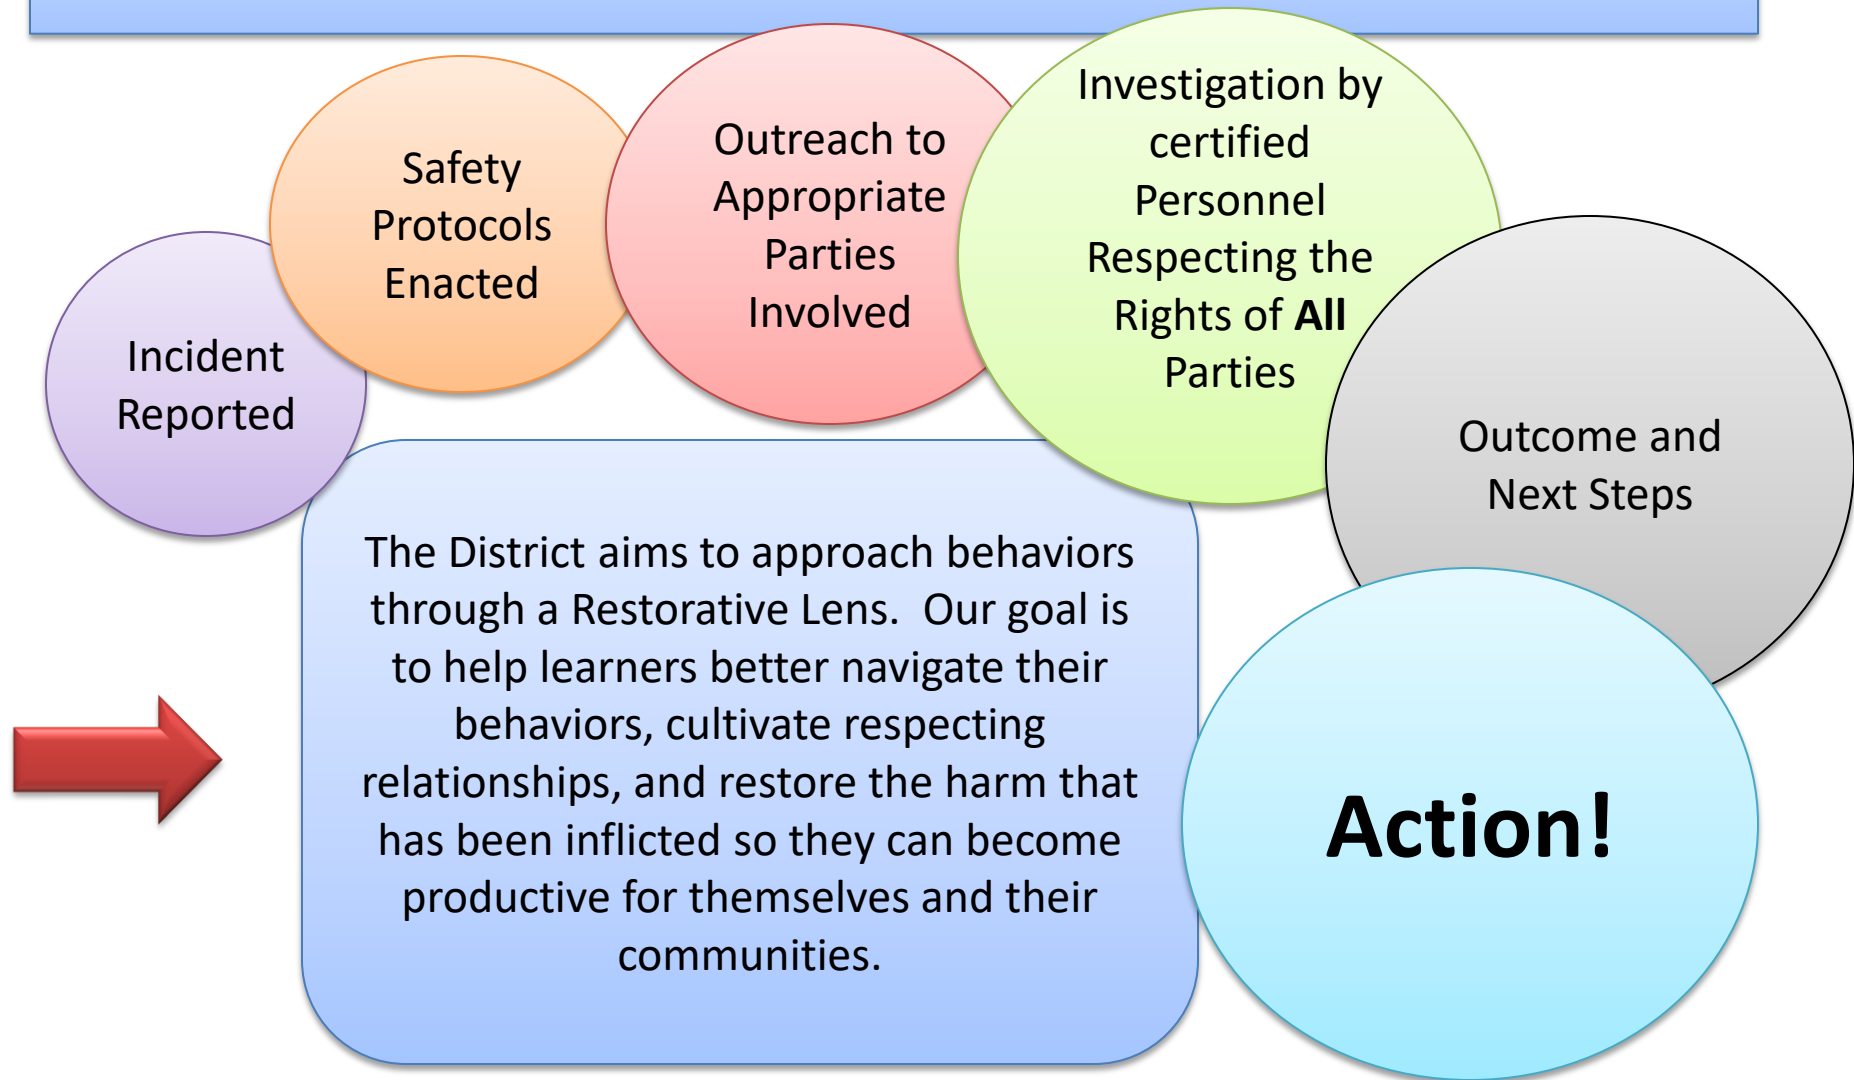 Incident
Reported
Safety
Protocols
Enacted
Outreach to
Appropriate
Parties
Involved
Investigation by
certified
Personnel
Respecting the
Rights of All
Parties
Outcome and
Next Steps
Action!
The District aims to approach behaviors
through a Restorative Lens.  Our goal is
to help learners better navigate their
behaviors, cultivate respecting
relationships, and restore the harm that
has been inflicted so they can become
productive for themselves and their
communities.